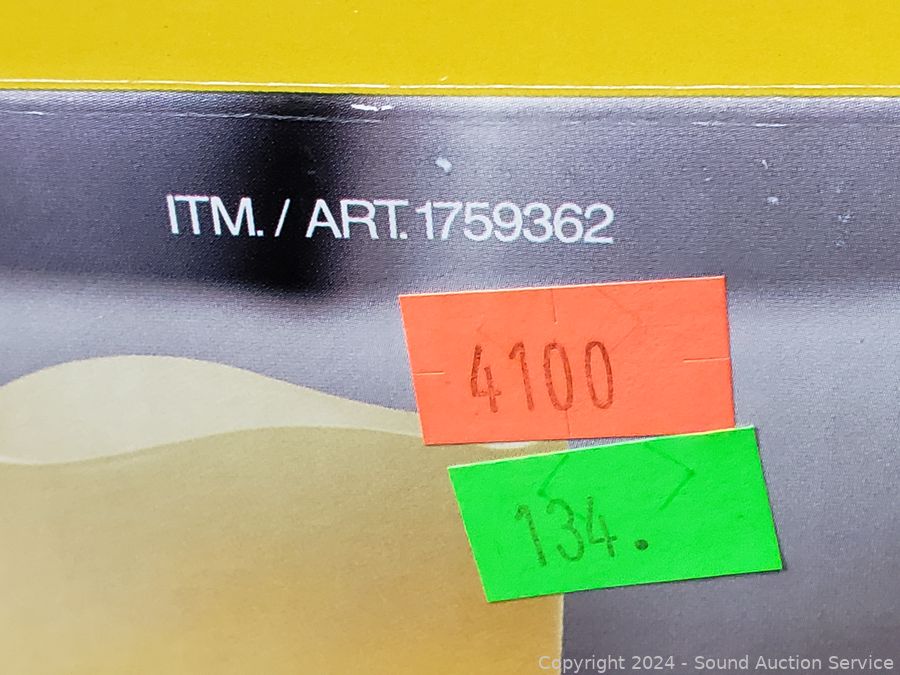 ITM. / ART. 1759362
4100
134.
Copyright 2024 - Sound Auction Service